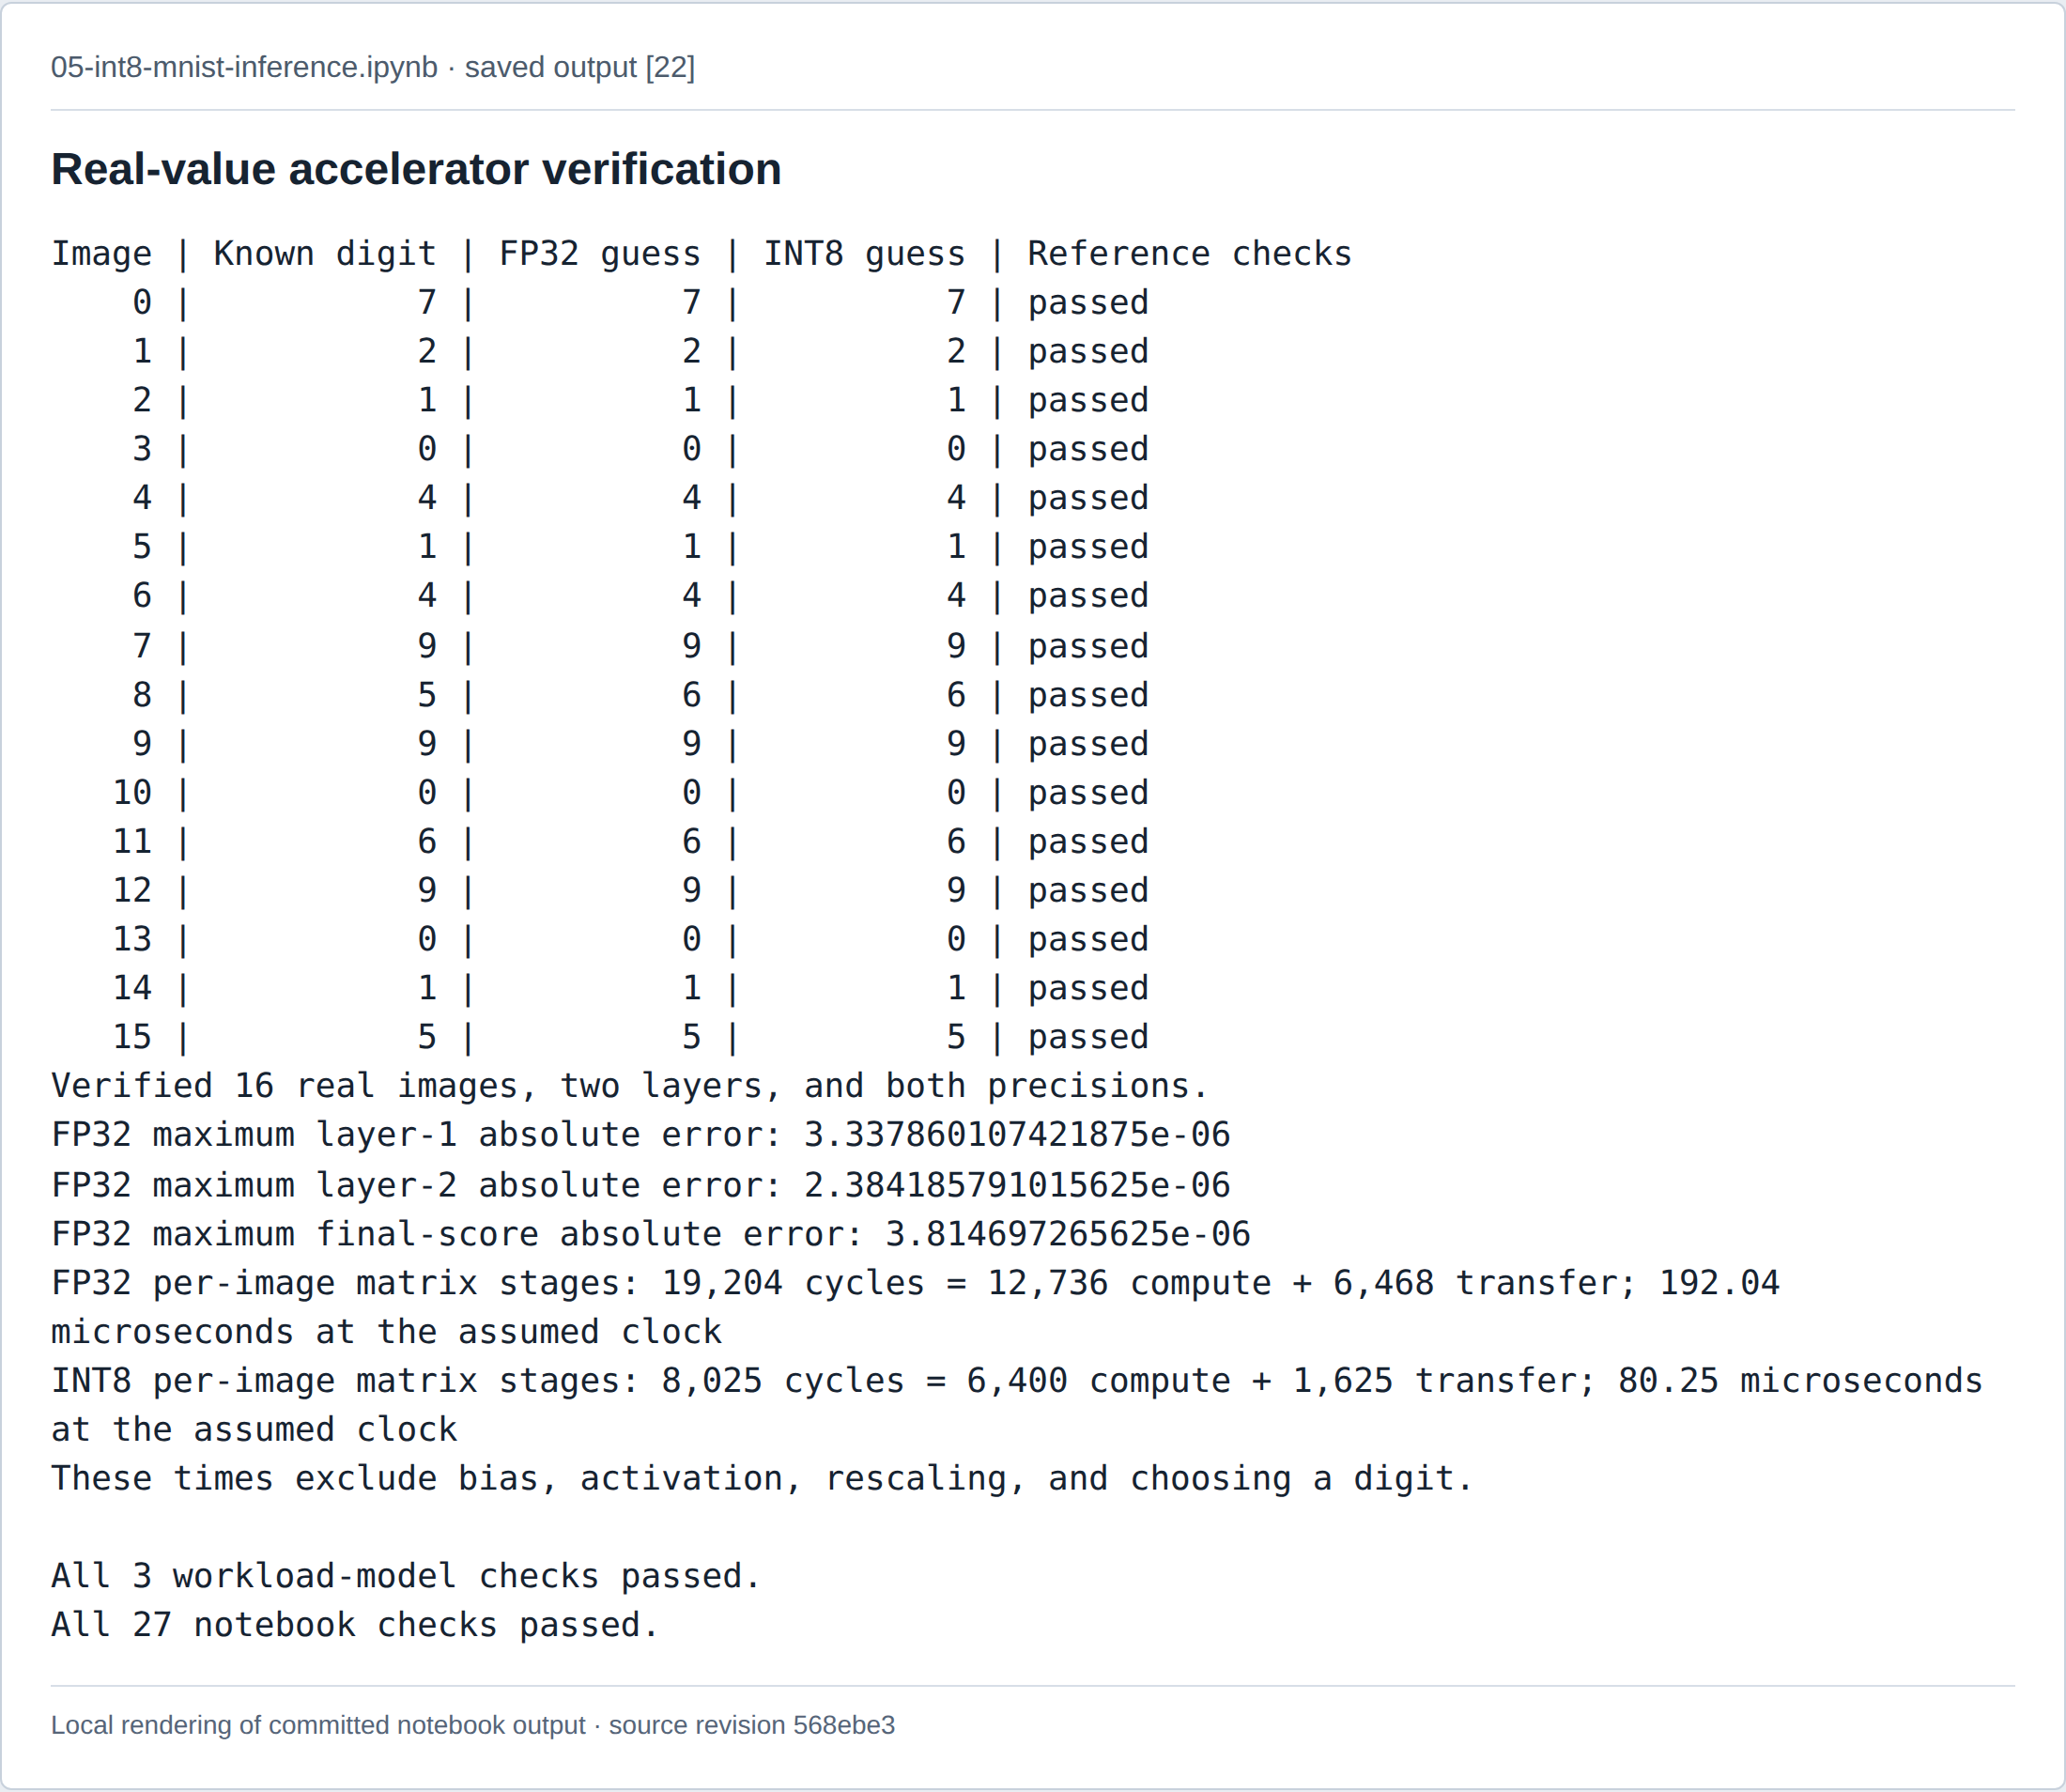 05-int8-mnist-inference.ipynb · saved output [22]
Real-value accelerator verification
Image | Known digit | FP32 guess | INT8 guess | Reference checks
    0 |           7 |          7 |          7 | passed
    1 |           2 |          2 |          2 | passed
    2 |           1 |          1 |          1 | passed
    3 |           0 |          0 |          0 | passed
    4 |           4 |          4 |          4 | passed
    5 |           1 |          1 |          1 | passed
    6 |           4 |          4 |          4 | passed
    7 |           9 |          9 |          9 | passed
    8 |           5 |          6 |          6 | passed
    9 |           9 |          9 |          9 | passed
   10 |           0 |          0 |          0 | passed
   11 |           6 |          6 |          6 | passed
   12 |           9 |          9 |          9 | passed
   13 |           0 |          0 |          0 | passed
   14 |           1 |          1 |          1 | passed
   15 |           5 |          5 |          5 | passed
Verified 16 real images, two layers, and both precisions.
FP32 maximum layer-1 absolute error: 3.337860107421875e-06
FP32 maximum layer-2 absolute error: 2.384185791015625e-06
FP32 maximum final-score absolute error: 3.814697265625e-06
FP32 per-image matrix stages: 19,204 cycles = 12,736 compute + 6,468 transfer; 192.04
microseconds at the assumed clock
INT8 per-image matrix stages: 8,025 cycles = 6,400 compute + 1,625 transfer; 80.25 microseconds
at the assumed clock
These times exclude bias, activation, rescaling, and choosing a digit.
All 3 workload-model checks passed.
All 27 notebook checks passed.
Local rendering of committed notebook output · source revision 568ebe3